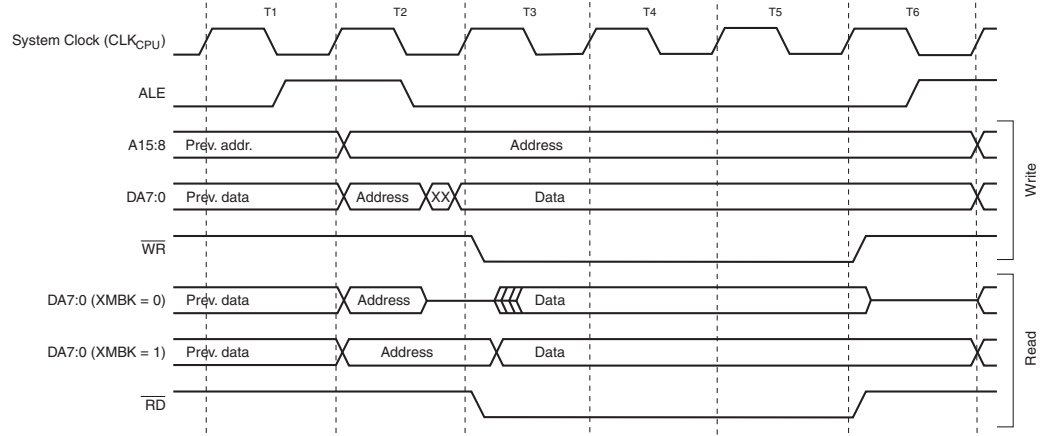 T1 T2 T3 T4 T5 T6
System Clock (CLKCPU)
ALE
A15:8 Prev. addr. Address
DA7:0 Prev. data Address XX Data
WR
Write
DA7:0 (XMBK = 0) Prev. data Address Data
DA7:0 (XMBK = 1) Prev. data Address Data
RD
Read